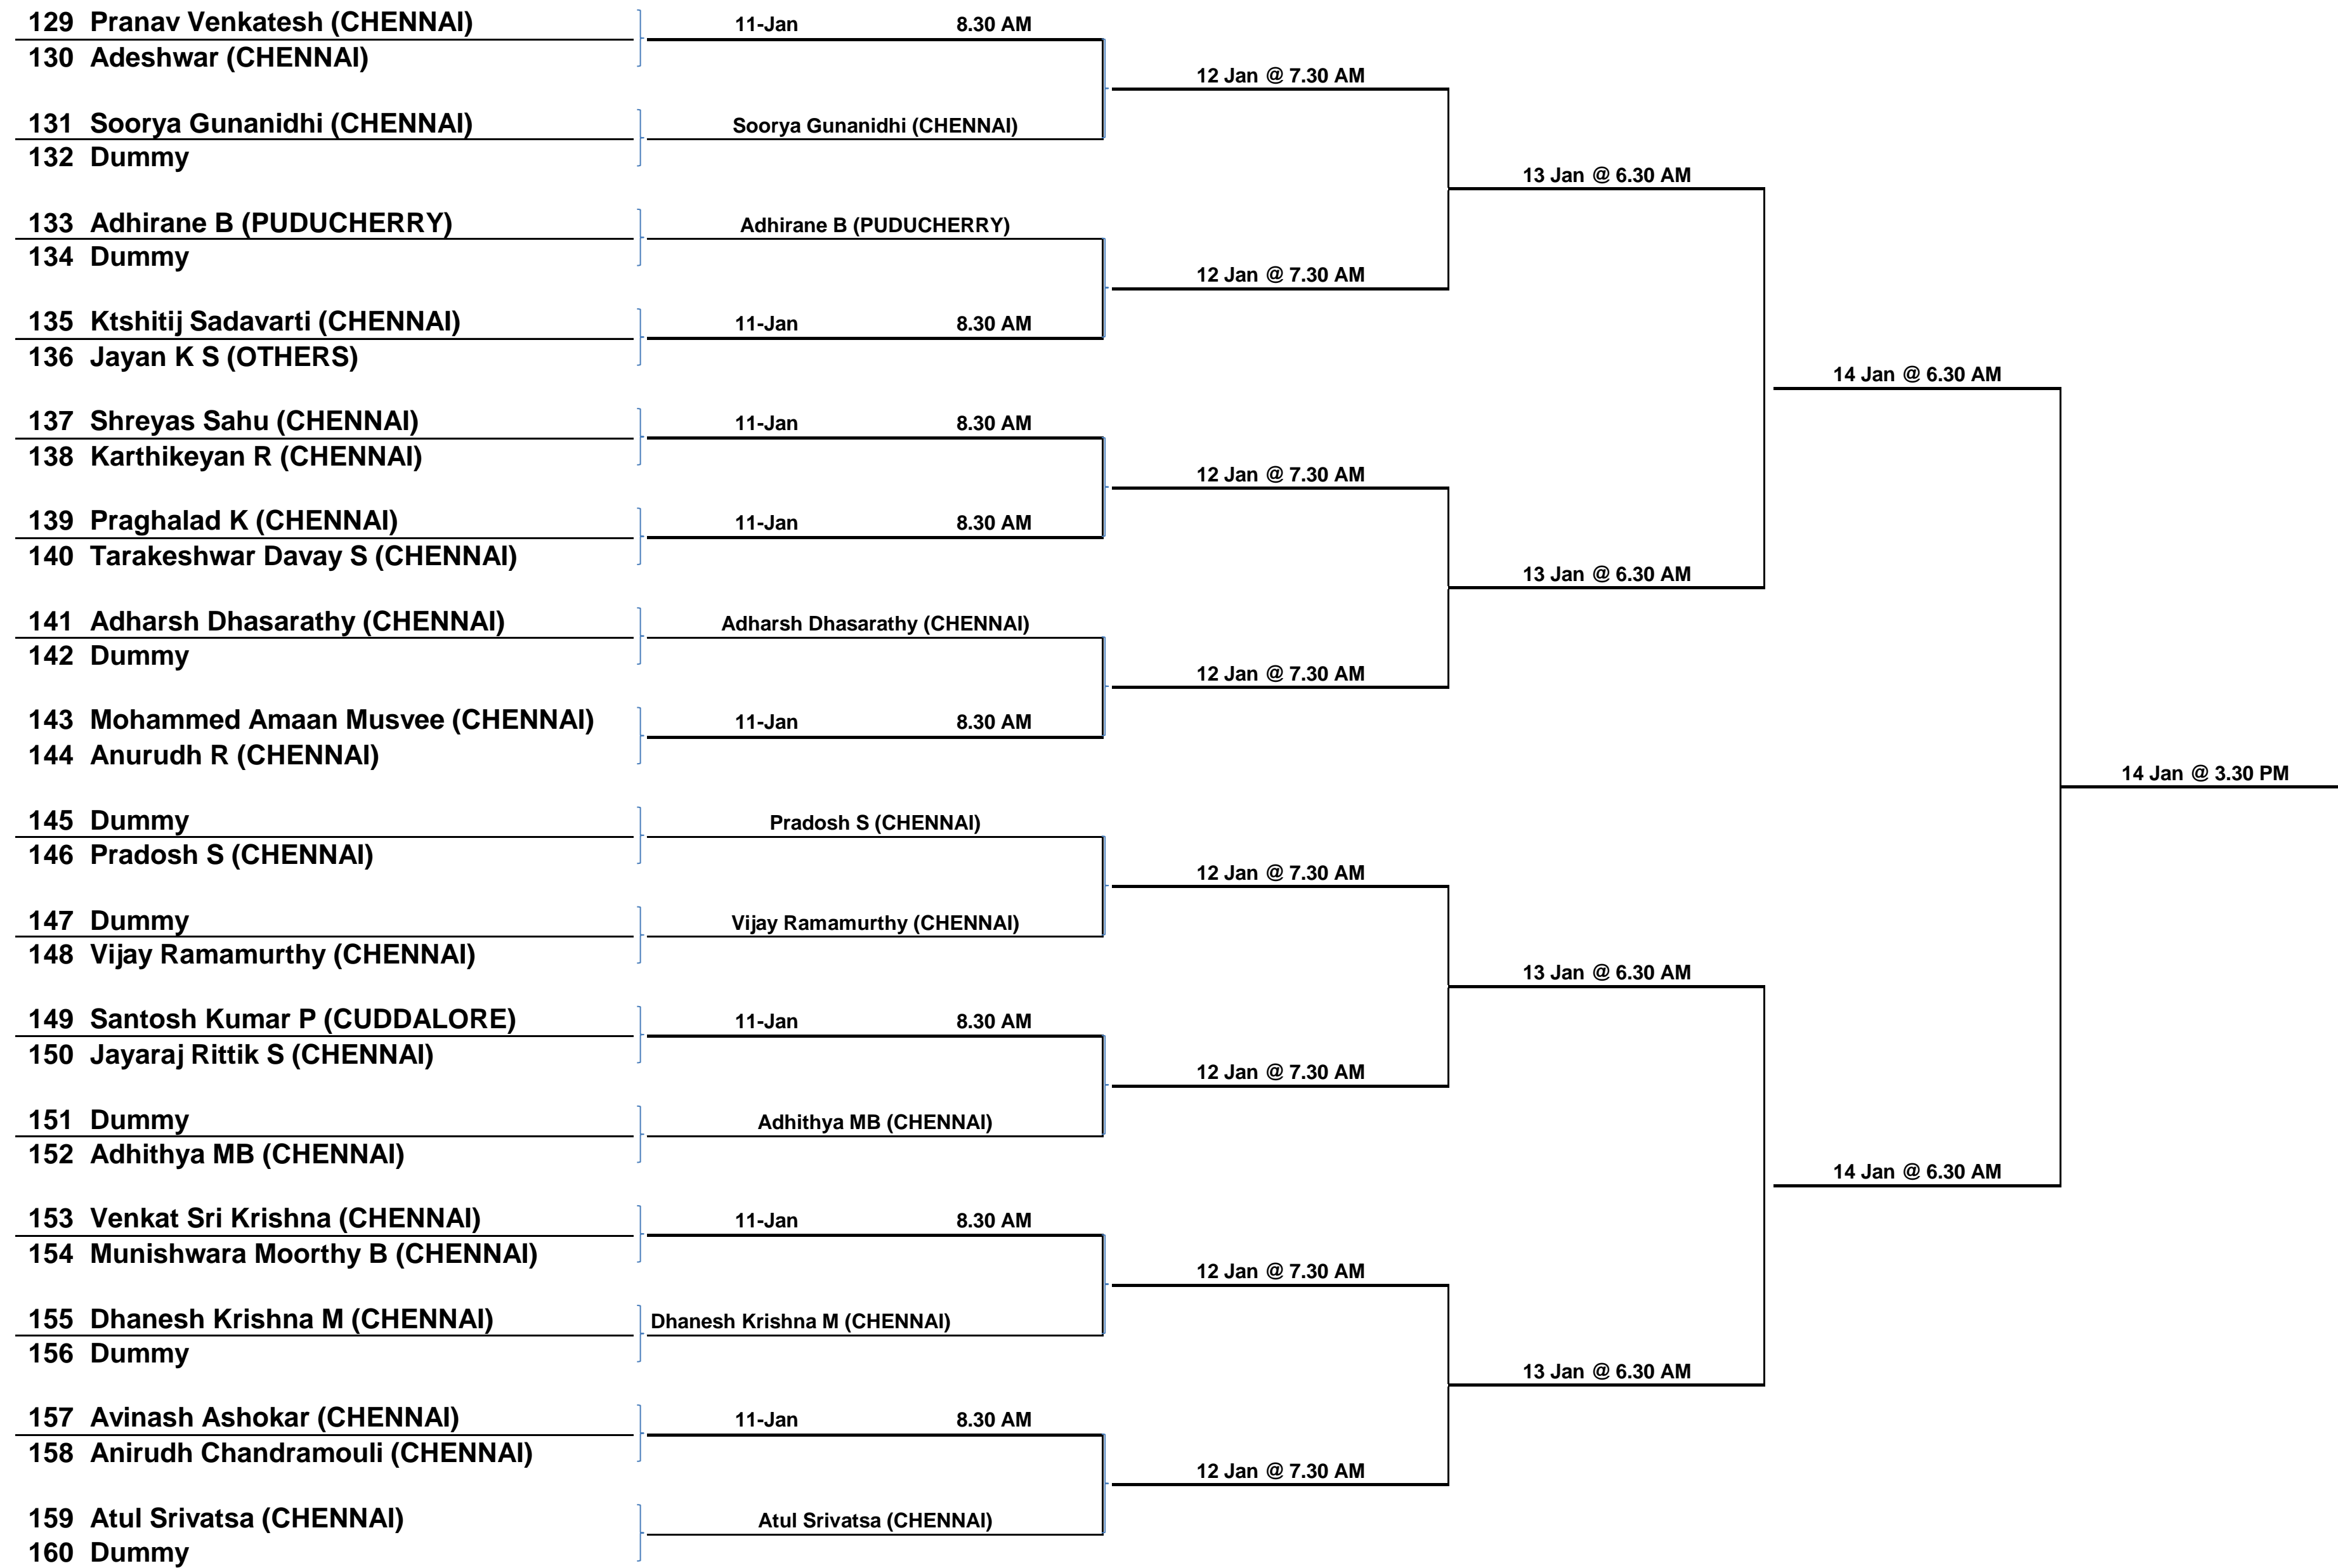 129 Pranav Venkatesh (CHENNAI) 11-Jan 8.30 AM
130 Adeshwar (CHENNAI)
12 Jan @ 7.30 AM
131 Soorya Gunanidhi (CHENNAI) Soorya Gunanidhi (CHENNAI)
132 Dummy
13 Jan @ 6.30 AM
133 Adhirane B (PUDUCHERRY) Adhirane B (PUDUCHERRY)
134 Dummy
12 Jan @ 7.30 AM
135 Ktshitij Sadavarti (CHENNAI) 11-Jan 8.30 AM
136 Jayan K S (OTHERS)
14 Jan @ 6.30 AM
137 Shreyas Sahu (CHENNAI) 11-Jan 8.30 AM
138 Karthikeyan R (CHENNAI)
12 Jan @ 7.30 AM
139 Praghalad K (CHENNAI) 11-Jan 8.30 AM
140 Tarakeshwar Davay S (CHENNAI)
13 Jan @ 6.30 AM
141 Adharsh Dhasarathy (CHENNAI) Adharsh Dhasarathy (CHENNAI)
142 Dummy
12 Jan @ 7.30 AM
143 Mohammed Amaan Musvee (CHENNAI) 11-Jan 8.30 AM
144 Anurudh R (CHENNAI)
14 Jan @ 3.30 PM
145 Dummy Pradosh S (CHENNAI)
146 Pradosh S (CHENNAI)
12 Jan @ 7.30 AM
147 Dummy Vijay Ramamurthy (CHENNAI)
148 Vijay Ramamurthy (CHENNAI)
13 Jan @ 6.30 AM
149 Santosh Kumar P (CUDDALORE) 11-Jan 8.30 AM
150 Jayaraj Rittik S (CHENNAI)
12 Jan @ 7.30 AM
151 Dummy Adhithya MB (CHENNAI)
152 Adhithya MB (CHENNAI)
14 Jan @ 6.30 AM
153 Venkat Sri Krishna (CHENNAI) 11-Jan 8.30 AM
154 Munishwara Moorthy B (CHENNAI)
12 Jan @ 7.30 AM
155 Dhanesh Krishna M (CHENNAI) Dhanesh Krishna M (CHENNAI)
156 Dummy
13 Jan @ 6.30 AM
157 Avinash Ashokar (CHENNAI) 11-Jan 8.30 AM
158 Anirudh Chandramouli (CHENNAI)
12 Jan @ 7.30 AM
159 Atul Srivatsa (CHENNAI) Atul Srivatsa (CHENNAI)
160 Dummy